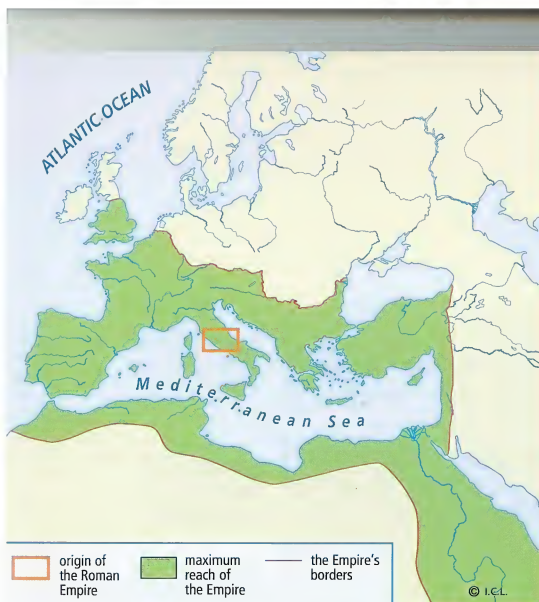 ATLANTIC OCEAN
Mediterranean Sea
origin of
the Roman
Empire
maximum
reach of
the Empire
the Empire's
borders
© I.C.L.